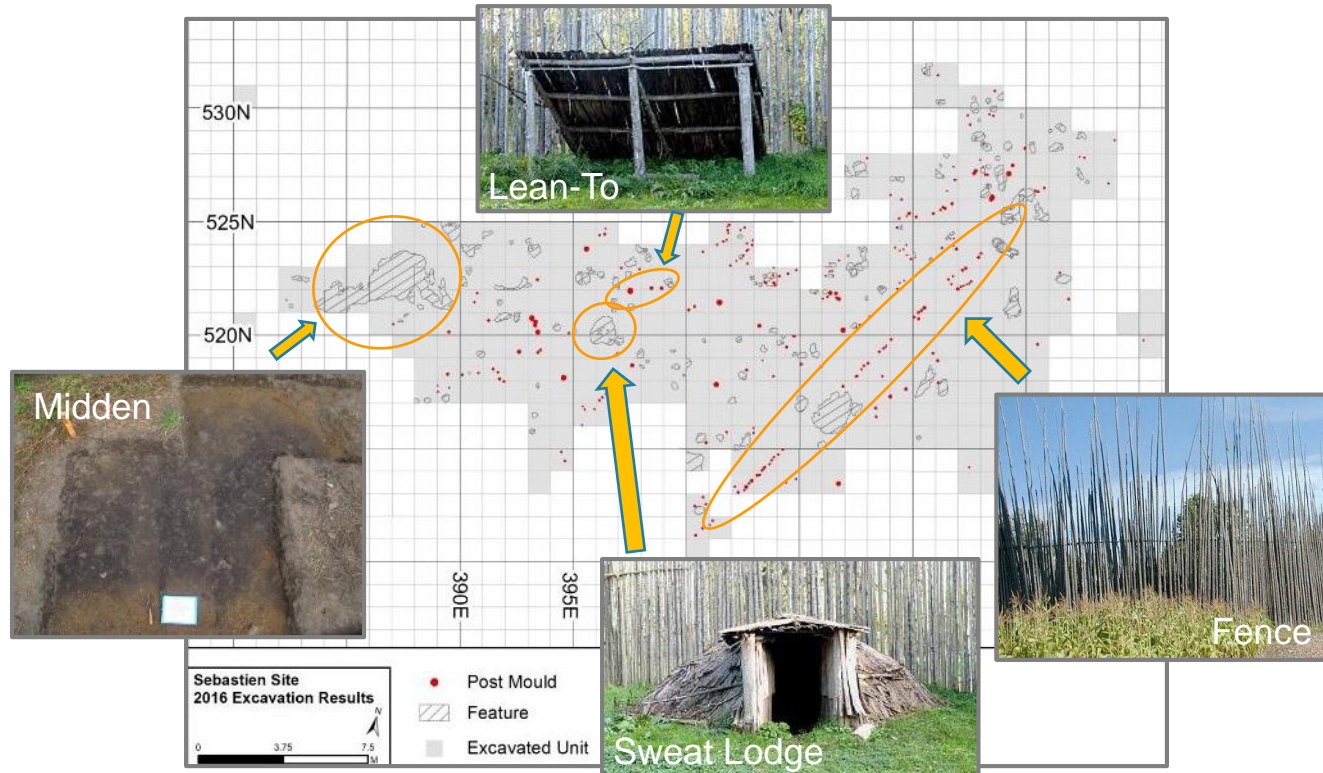 Lean-To
530N
525N
520N
Midden
390E
395E
Fence
Sebastien Site
2016 Excavation Results
N
0 3.75 7.5
M
Post Mould
Feature
Excavated Unit
Sweat Lodge